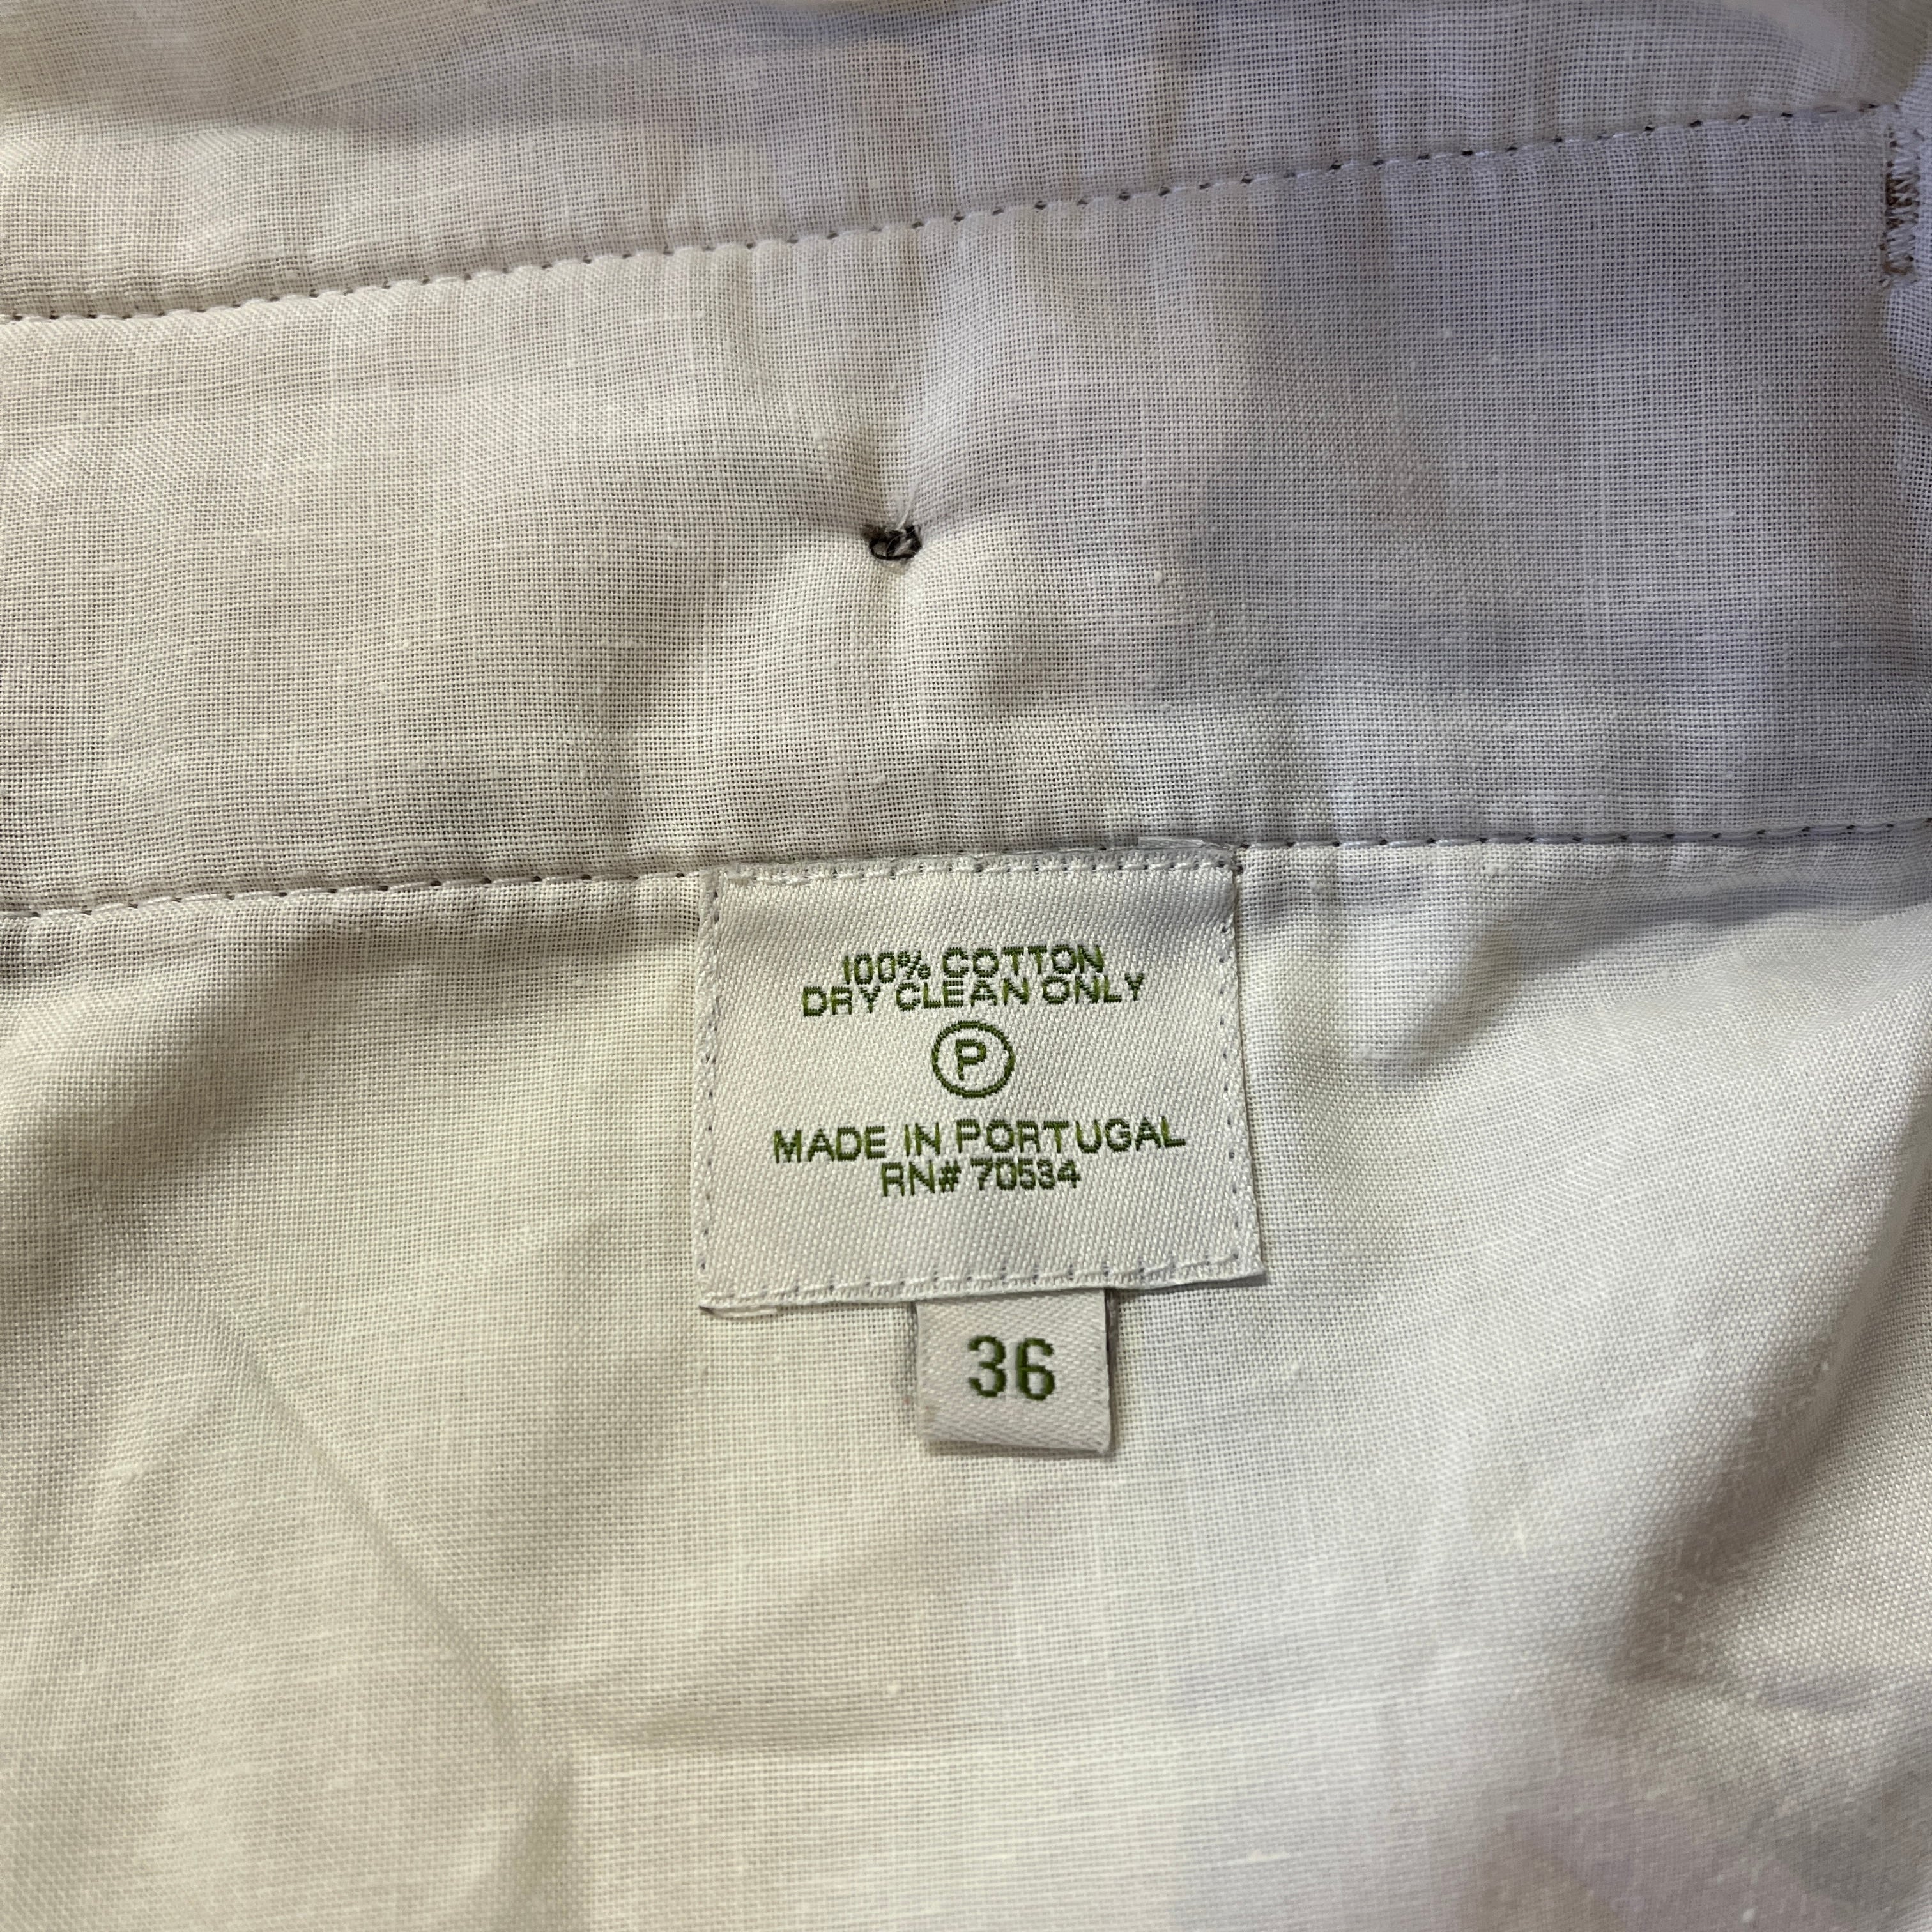 100% COTTON
DRY CLEAN ONLY
P
MADE IN PORTUGAL
RN# 70534
36